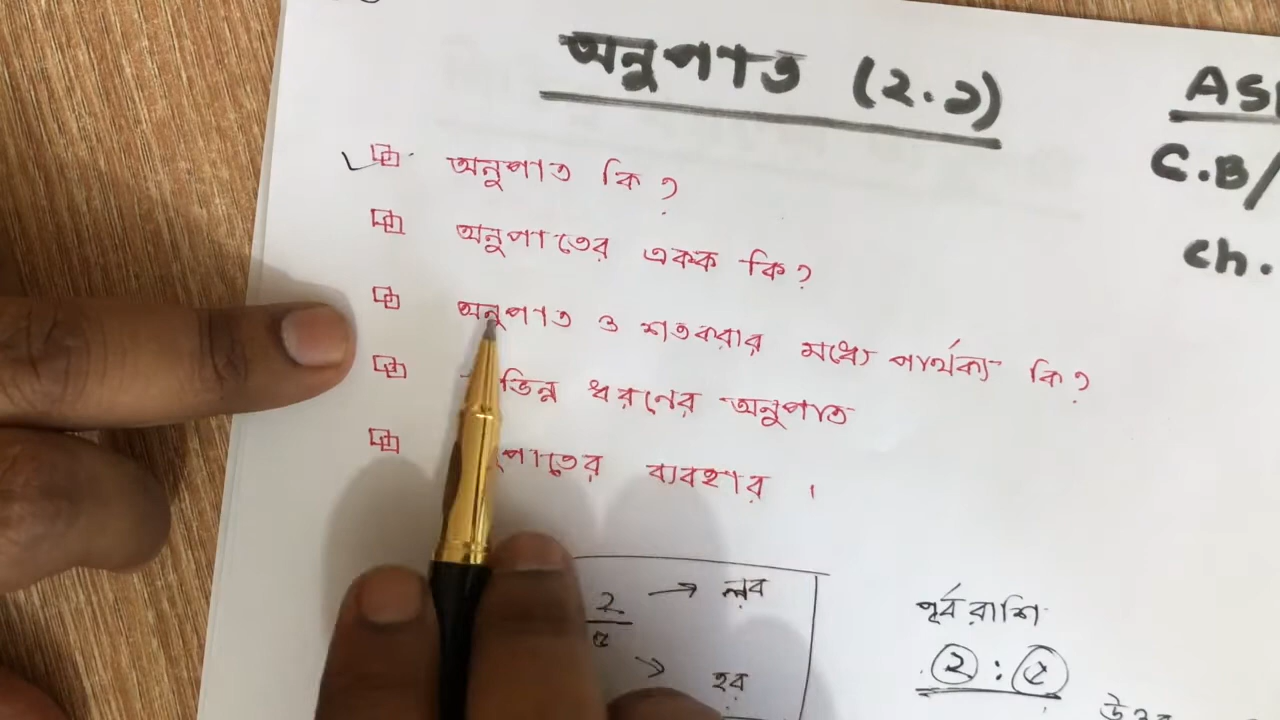 অনুপাত (২.১)
C.B/
ch.
অনুপাত কি?
অনুপাতের একক কি?
অনুপাত ও শতকরার মধ্যে পার্থক্য কি?
ধরনের অনুপাত
ব্যবহার ।
২ → লব
৫ → হর
পূর্ব রাশি
২ : ৫